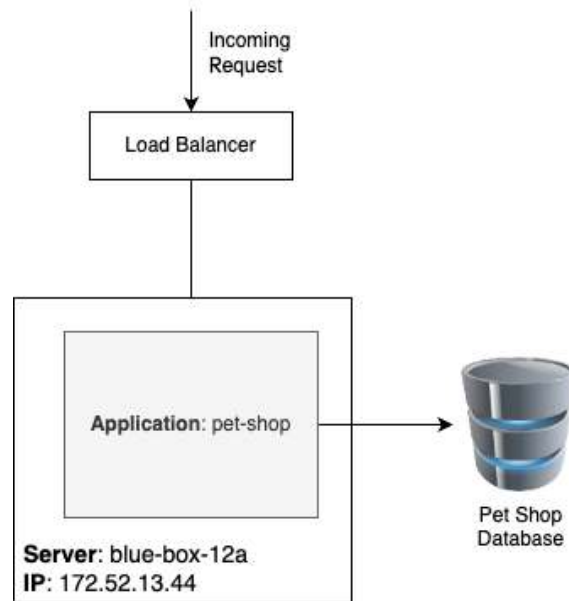 Incoming
Request
Load Balancer
Application: pet-shop
Pet Shop
Database
Server: blue-box-12a
IP: 172.52.13.44